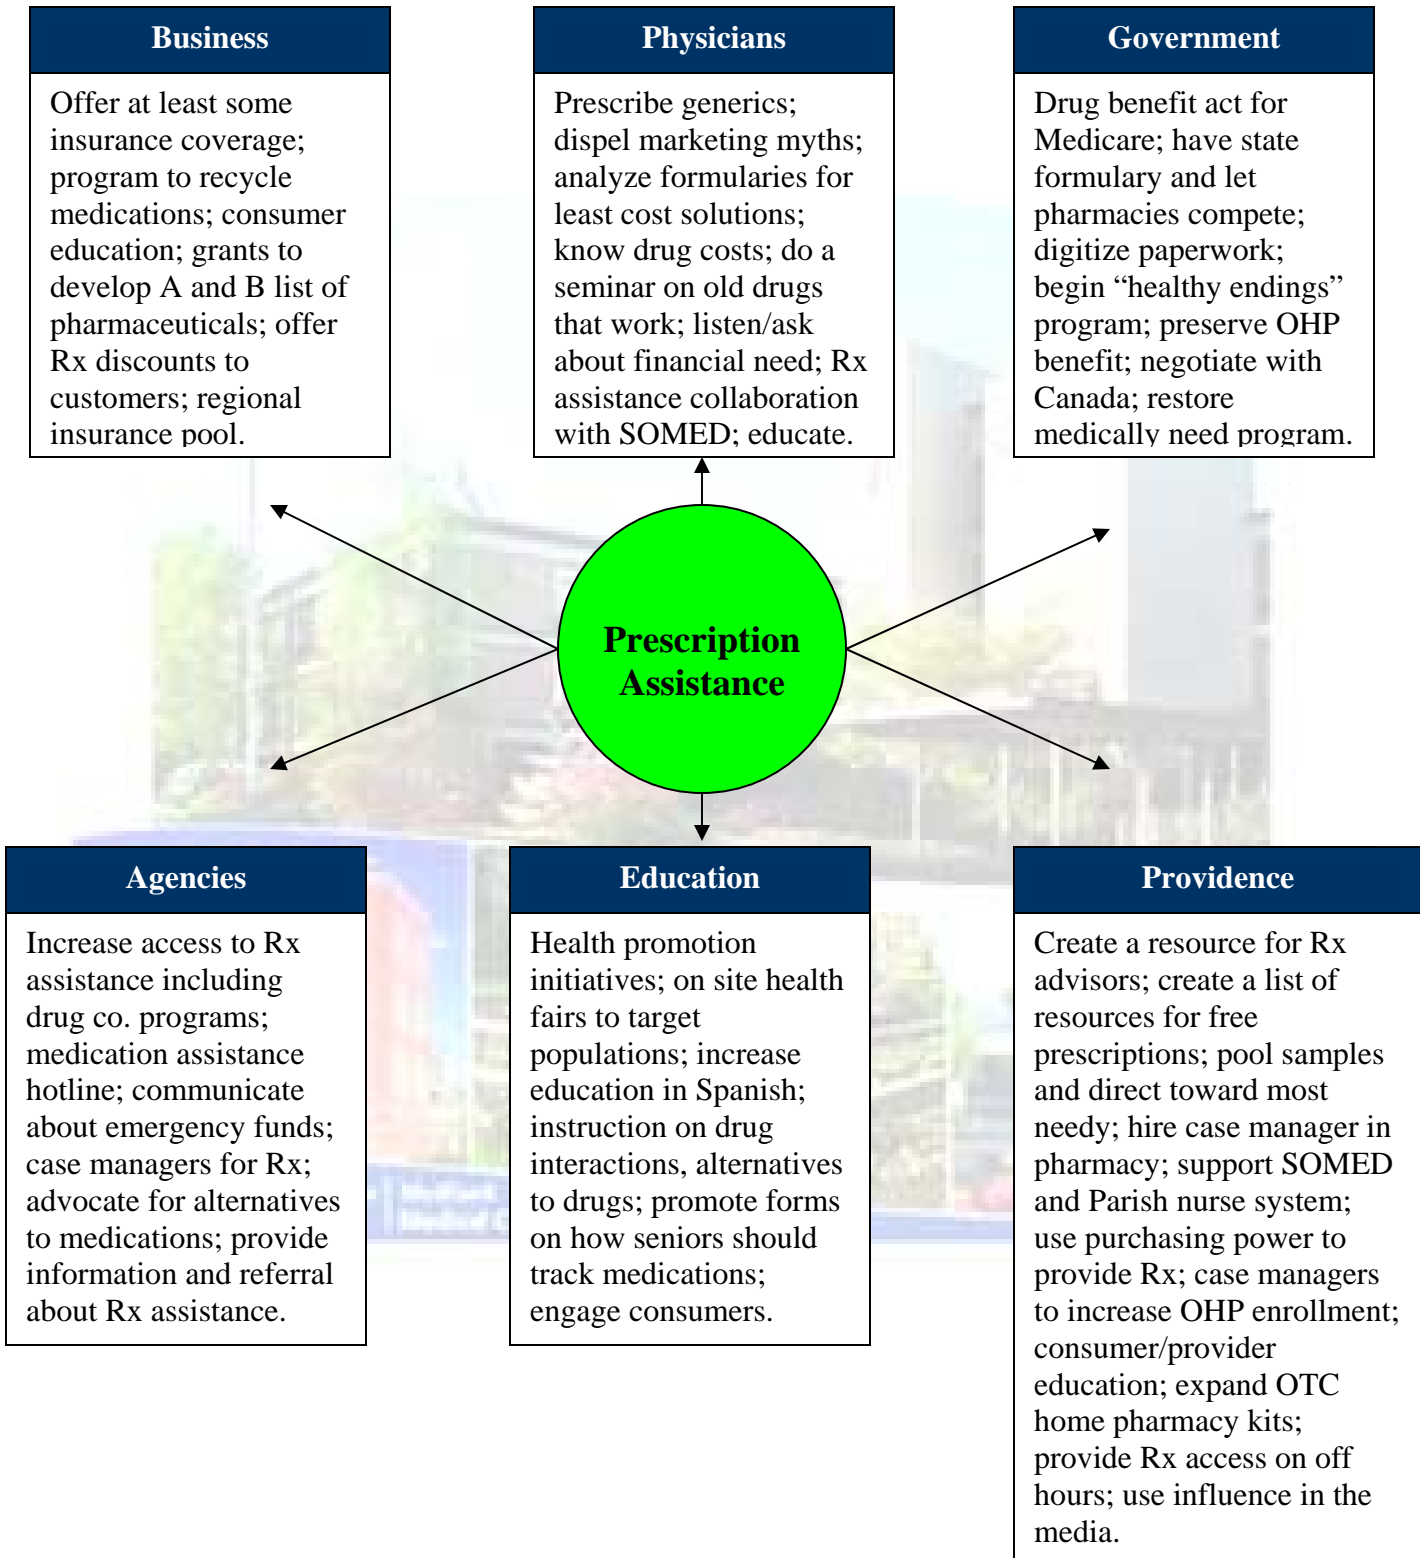 Business
Offer at least some
insurance coverage;
program to recycle
medications; consumer
education; grants to
develop A and B list of
pharmaceuticals; offer
Rx discounts to
customers; regional
insurance pool.
Physicians
Prescribe generics;
dispel marketing myths;
analyze formularies for
least cost solutions;
know drug costs; do a
seminar on old drugs
that work; listen/ask
about financial need; Rx
assistance collaboration
with SOMED; educate.
Government
Drug benefit act for
Medicare; have state
formulary and let
pharmacies compete;
digitize paperwork;
begin “healthy endings”
program; preserve OHP
benefit; negotiate with
Canada; restore
medically need program.
Prescription
Assistance
Agencies
Increase access to Rx
assistance including
drug co. programs;
medication assistance
hotline; communicate
about emergency funds;
case managers for Rx;
advocate for alternatives
to medications; provide
information and referral
about Rx assistance.
Education
Health promotion
initiatives; on site health
fairs to target
populations; increase
education in Spanish;
instruction on drug
interactions, alternatives
to drugs; promote forms
on how seniors should
track medications;
engage consumers.
Providence
Create a resource for Rx
advisors; create a list of
resources for free
prescriptions; pool samples
and direct toward most
needy; hire case manager in
pharmacy; support SOMED
and Parish nurse system;
use purchasing power to
provide Rx; case managers
to increase OHP enrollment;
consumer/provider
education; expand OTC
home pharmacy kits;
provide Rx access on off
hours; use influence in the
media.